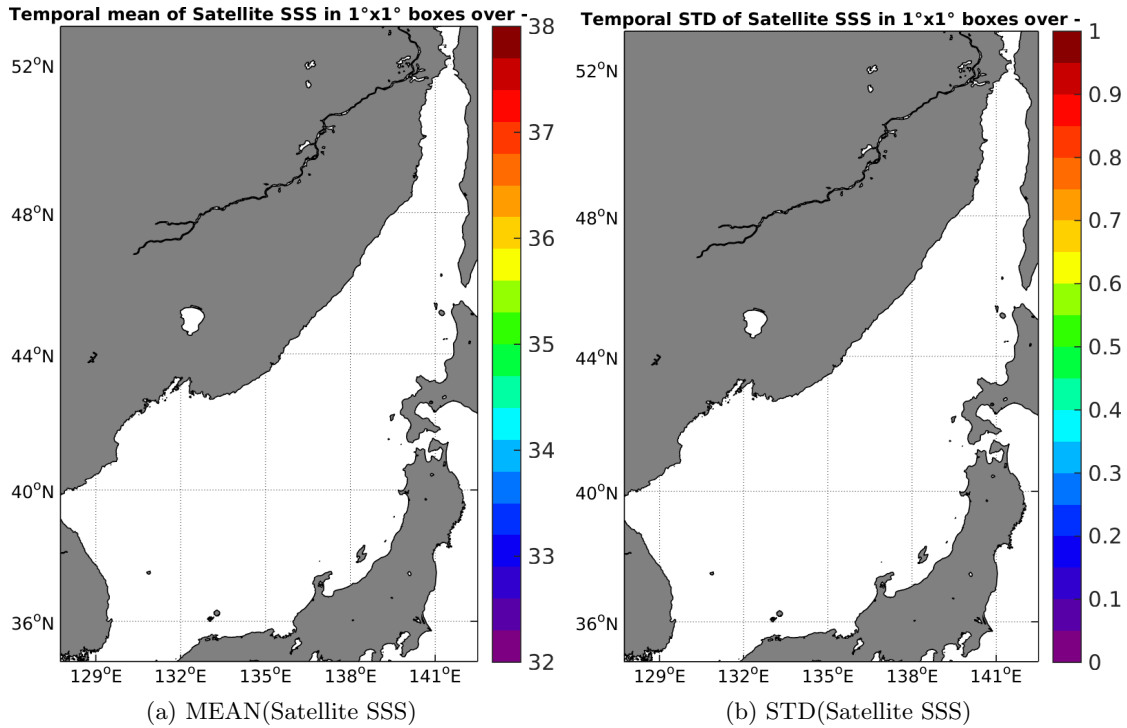 Temporal mean of Satellite SSS in 1°x1° boxes over -
52°N
48°N
44°N
40°N
36°N
129°E 132°E 135°E 138°E 141°E
38
37
36
35
34
33
32
(a) MEAN(Satellite SSS)
Temporal STD of Satellite SSS in 1°x1° boxes over -
52°N
48°N
44°N
40°N
36°N
129°E 132°E 135°E 138°E 141°E
1
0.9
0.8
0.7
0.6
0.5
0.4
0.3
0.2
0.1
0
(b) STD(Satellite SSS)